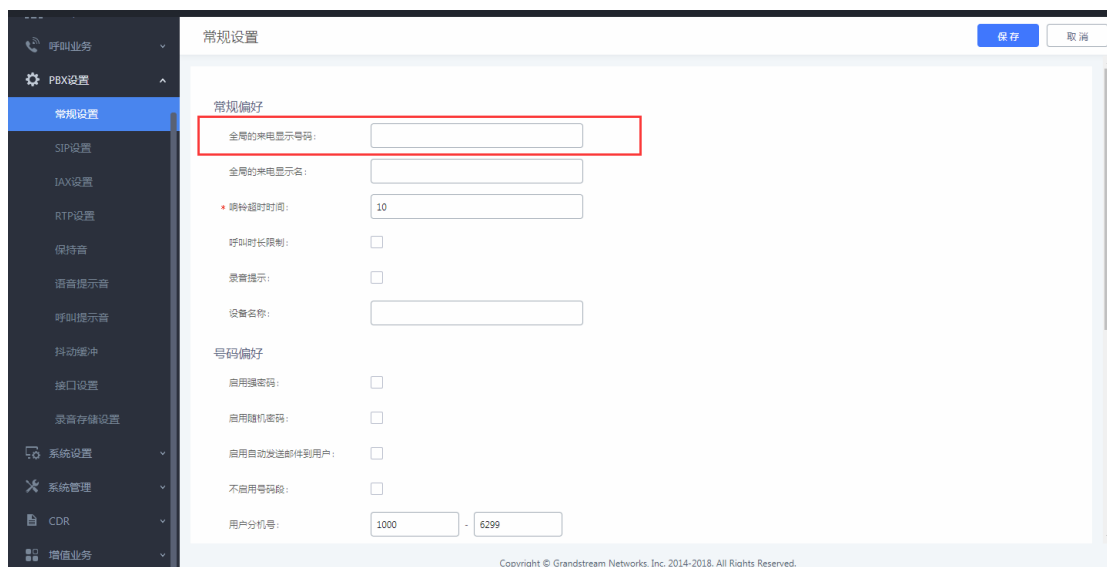 呼叫业务
PBX设置
常规设置
SIP设置
IAX设置
RTP设置
保持音
语音提示音
呼叫提示音
抖动缓冲
接口设置
录音存储设置
系统设置
系统管理
CDR
增值业务
常规设置
保存 取消
常规偏好
全局的来电显示号码:
全局的来电显示名:
* 响铃超时时间: 10
呼叫时长限制:
录音提示:
设备名称:
号码偏好
启用强密码:
启用随机密码:
启用自动发送邮件到用户:
不启用号码段:
用户分机号: 1000 - 6299
Copyright © Grandstream Networks, Inc. 2014-2018. All Rights Reserved.